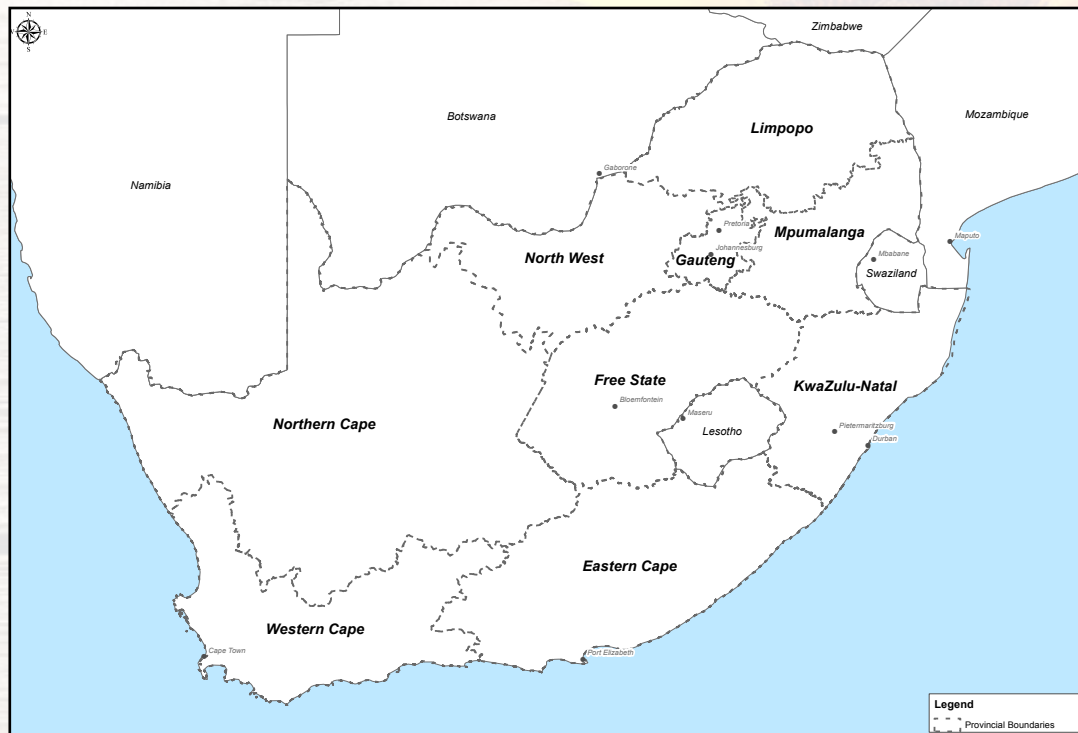 N
W
E
S
Zimbabwe
Mozambique
Botswana
Limpopo
Gaborone
Namibia
Pretoria
Mpumalanga
Maputo
Johannesburg
North West
Gauteng
Mbabane
Swaziland
Free State
KwaZulu-Natal
Bloemfontein
Maseru
Northern Cape
Lesotho
Pietermaritzburg
Durban
Eastern Cape
Western Cape
Cape Town
Port Elizabeth
Legend
Provincial Boundaries